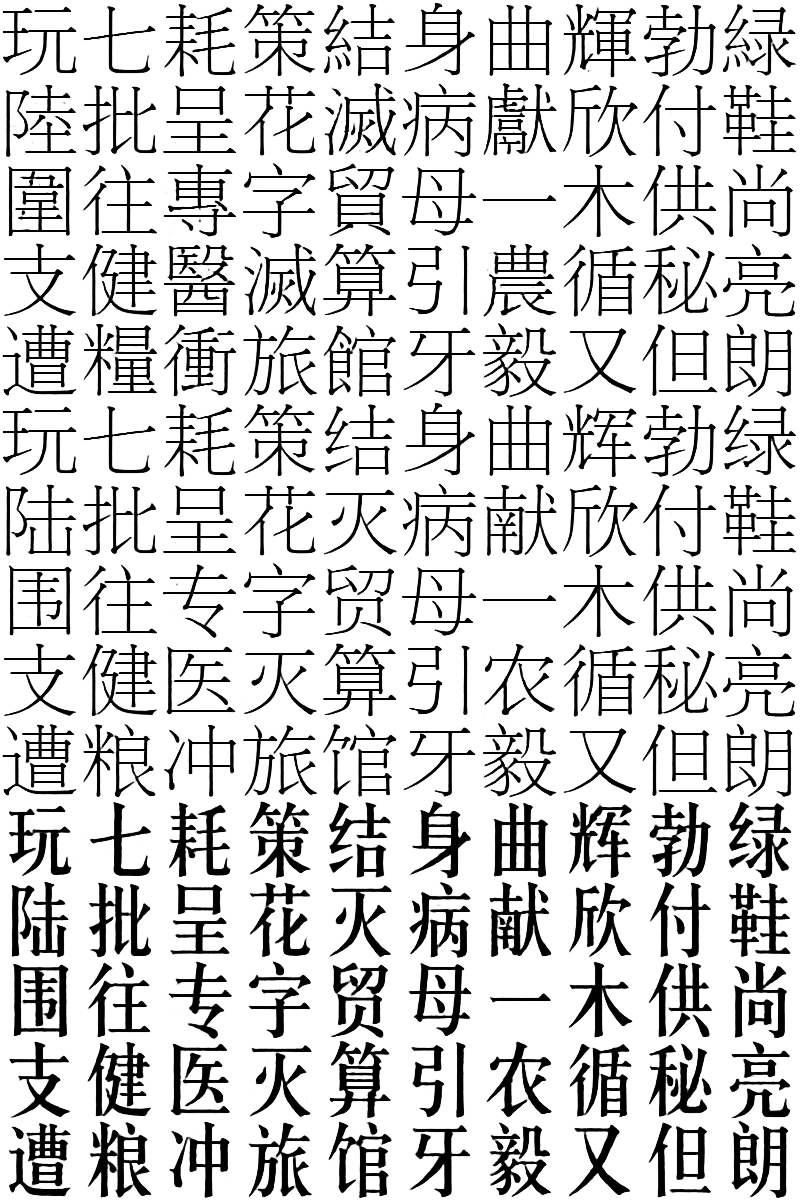 玩七耗策結身曲輝勃緑
陸批呈花滅病獻欣付鞋
圍往專字貿母一木供尚
支健醫滅算引農循秘亮
遭糧衝旅館牙毅又但朗
玩七耗策结身曲辉勃绿
陆批呈花灭病献欣付鞋
围往专字贸母一木供尚
支健医灭算引农循秘亮
遭粮冲旅馆牙毅又但朗
玩七耗策结身曲辉勃绿
陆批呈花灭病献欣付鞋
围往专字贸母一木供尚
支健医灭算引农循秘亮
遭粮冲旅馆牙毅又但朗